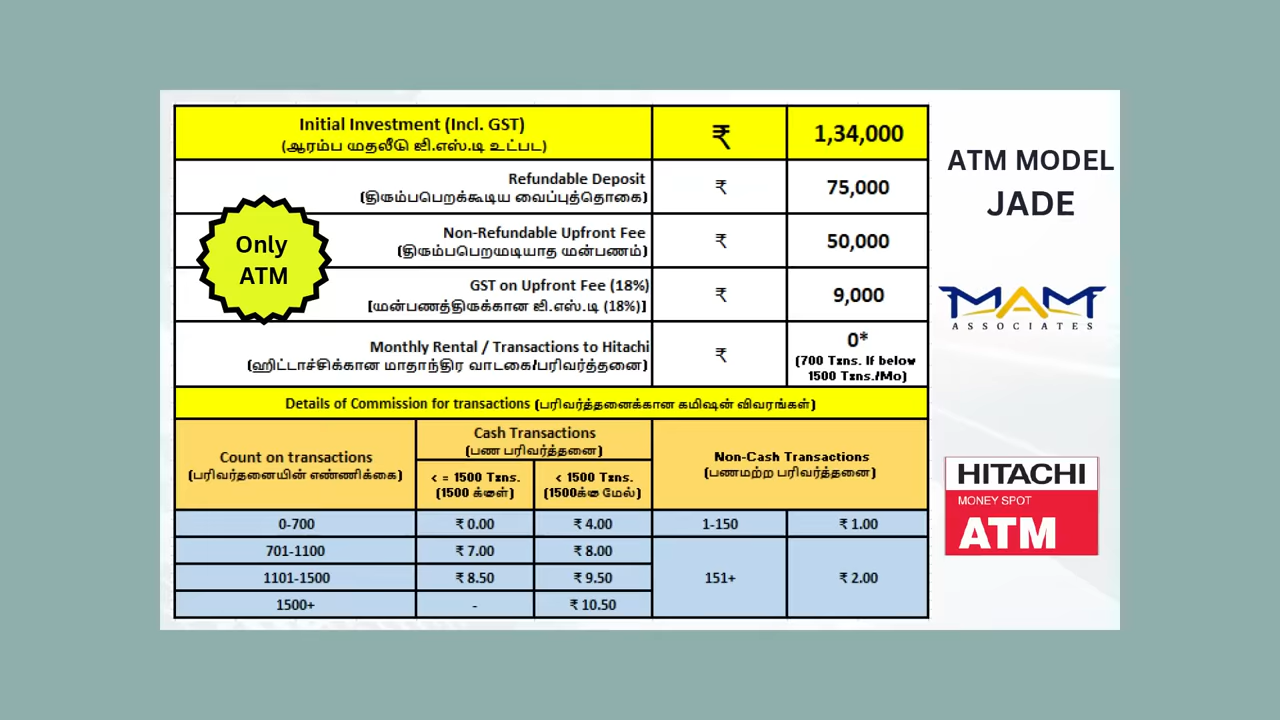 Initial Investment (Incl. GST)
(ஆரம்ப முதலீடு ஜி.எஸ்.டி உட்பட)
₹
1,34,000
Refundable Deposit
(திரும்பபெறக்கூடிய வைப்புத்தொகை)
₹
75,000
Non-Refundable Upfront Fee
(திரும்பபெறமுடியாத முன்பணம்)
₹
50,000
GST on Upfront Fee (18%)
[முன்பணத்திருக்கான ஜி.எஸ்.டி (18%)]
₹
9,000
Monthly Rental / Transactions to Hitachi
(ஹிட்டாச்சிக்கான மாதாந்திர வாடகை/பரிவர்த்தனை)
₹
0*
(700 Txns. If below
1500 Txns./Mo)
Only
ATM
Details of Commission for transactions (பரிவர்த்தனைக்கான கமிஷன் விவரங்கள்)
Count on transactions
(பரிவர்தனையின் எண்ணிக்கை)
Cash Transactions
(பண பரிவர்த்தனை)
< = 1500 Txns.
(1500 க்குள்)
< 1500 Txns.
(1500க்கு மேல்)
Non-Cash Transactions
(பணமற்ற பரிவர்த்தனை)
0-700 ₹ 0.00 ₹ 4.00 1-150 ₹ 1.00
701-1100 ₹ 7.00 ₹ 8.00
1101-1500 ₹ 8.50 ₹ 9.50 151+ ₹ 2.00
1500+ - ₹ 10.50
ATM MODEL
JADE
MAM
ASSOCIATES
HITACHI
MONEY SPOT
ATM